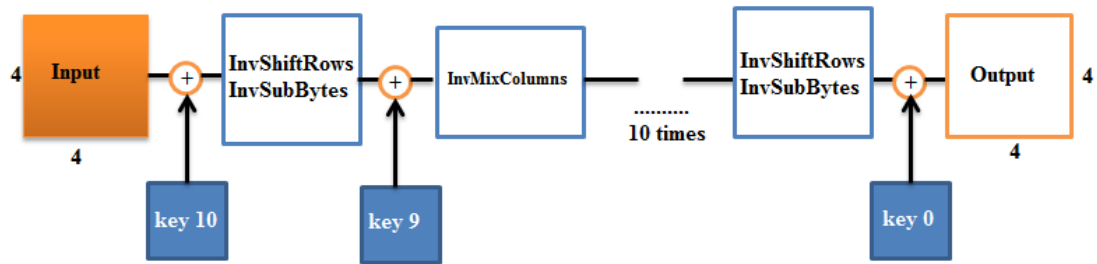 4
Input
4
+
key 10
InvShiftRows
InvSubBytes
+
key 9
InvMixColumns
..........
10 times
InvShiftRows
InvSubBytes
+
key 0
Output
4
4